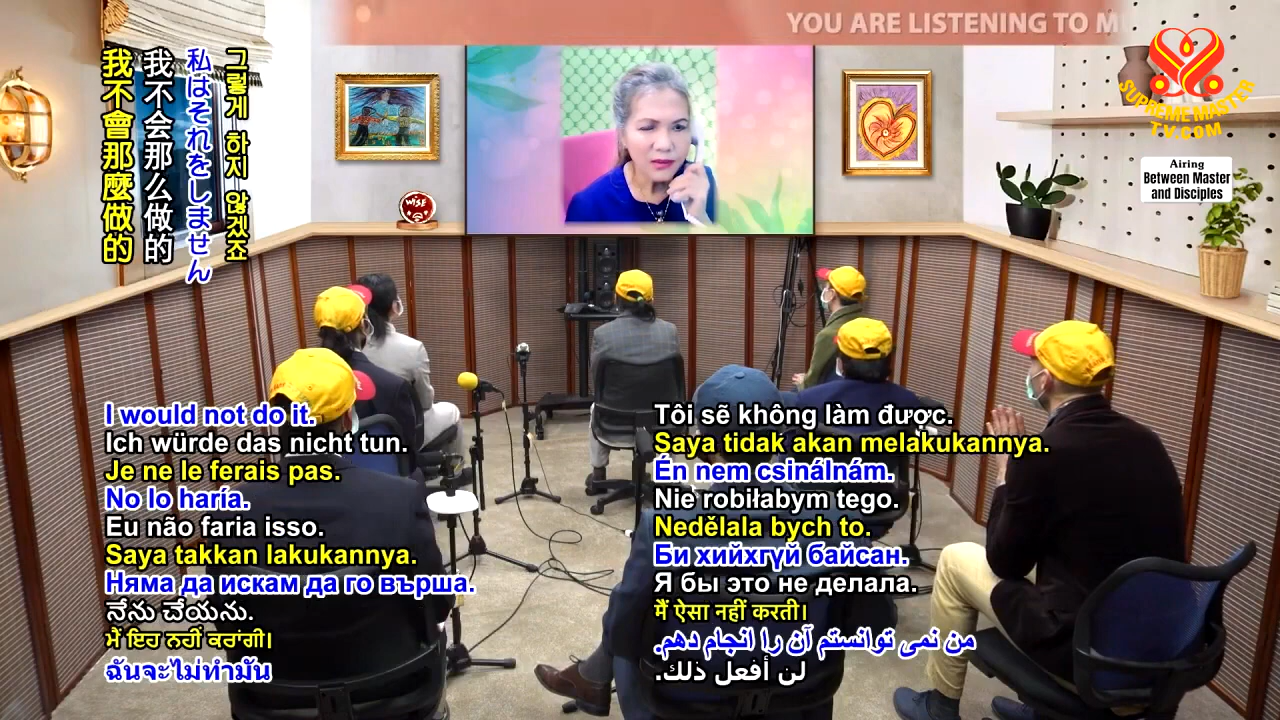 YOU ARE LISTENING TO M
SUPREME MASTER
TV.COM
Airing
Between Master
and Disciples
WISE
그렇게 하지 않겠죠
私はそれをしません
我不会那么做的
我不會那麼做的
I would not do it.
Ich würde das nicht tun.
Je ne le ferais pas.
No lo haría.
Eu não faria isso.
Saya takkan lakukannya.
Няма да искам да го върша.
నేను చేయను.
ਮੈਂ ਇਹ ਨਹੀਂ ਕਰਾਂਗੀ।
ฉันจะไม่ทำมัน
Tôi sẽ không làm được.
Saya tidak akan melakukannya.
Én nem csinálnám.
Nie robiłabym tego.
Nedělala bych to.
Би хийхгүй байсан.
Я бы это не делала.
मैं ऐसा नहीं करती।
من نمی توانستم آن را انجام دهم.
لن أفعل ذلك.